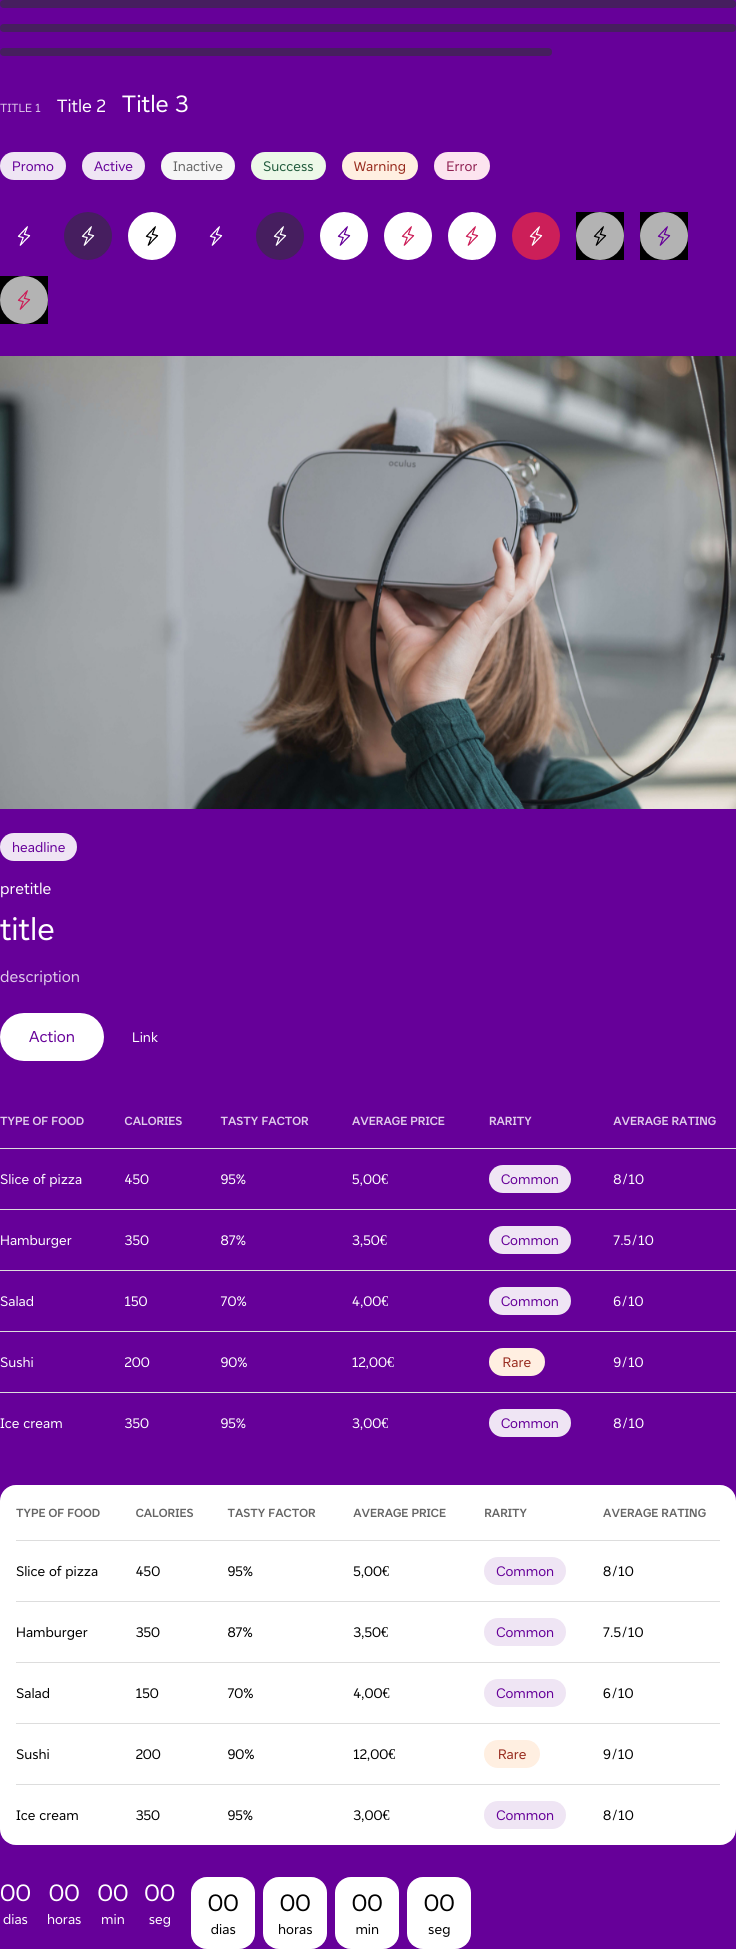 TITLE 1 Title 2 Title 3
Promo Active Inactive Success Warning Error
oculus
headline
pretitle
title
description
Action Link
TYPE OF FOOD CALORIES TASTY FACTOR AVERAGE PRICE RARITY AVERAGE RATING
Slice of pizza 450 95% 5,00€ Common 8/10
Hamburger 350 87% 3,50€ Common 7.5/10
Salad 150 70% 4,00€ Common 6/10
Sushi 200 90% 12,00€ Rare 9/10
Ice cream 350 95% 3,00€ Common 8/10
TYPE OF FOOD CALORIES TASTY FACTOR AVERAGE PRICE RARITY AVERAGE RATING
Slice of pizza 450 95% 5,00€ Common 8/10
Hamburger 350 87% 3,50€ Common 7.5/10
Salad 150 70% 4,00€ Common 6/10
Sushi 200 90% 12,00€ Rare 9/10
Ice cream 350 95% 3,00€ Common 8/10
00 00 00 00 00 00 00 00
dias horas min seg dias horas min seg